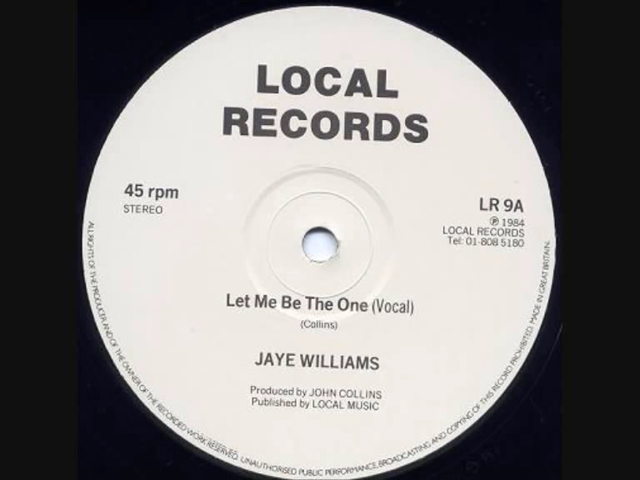 LOCAL
RECORDS
45 rpm
STEREO
LR 9A
℗ 1984
LOCAL RECORDS
Tel: 01-808 5180
Let Me Be The One (Vocal)
(Collins)
JAYE WILLIAMS
Produced by JOHN COLLINS
Published by LOCAL MUSIC
ALL RIGHTS OF THE PRODUCER AND OF THE OWNER OF THE RECORDED WORK RESERVED. UNAUTHORISED PUBLIC PERFORMANCE, BROADCASTING AND COPYING OF THIS RECORD PROHIBITED. MADE IN GREAT BRITAIN.